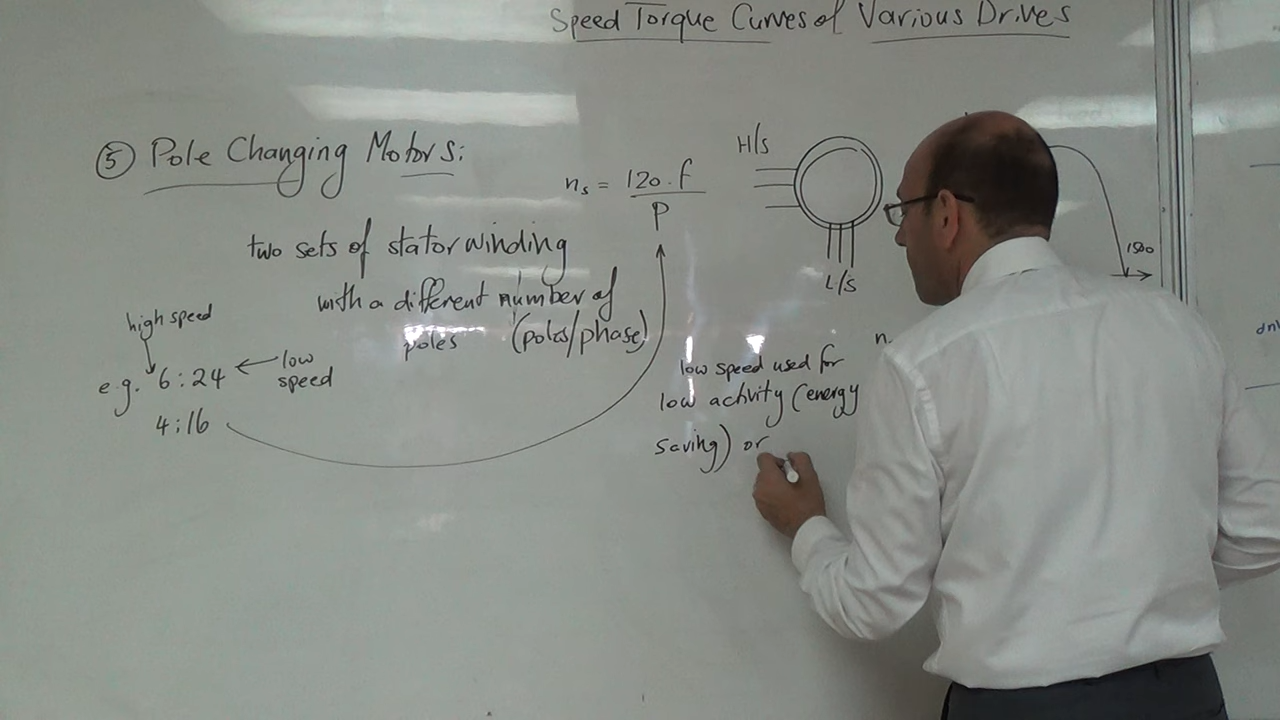 Speed Torque Curves of Various Drives
⑤ Pole Changing Motors:
ns = 120.f
P
two sets of stator winding
with a different number of
poles (poles/phase)
high speed
low
speed
e.g. 6:24
4:16
H/S
L/S
1500
n
low speed used for
low activity (energy
saving) or